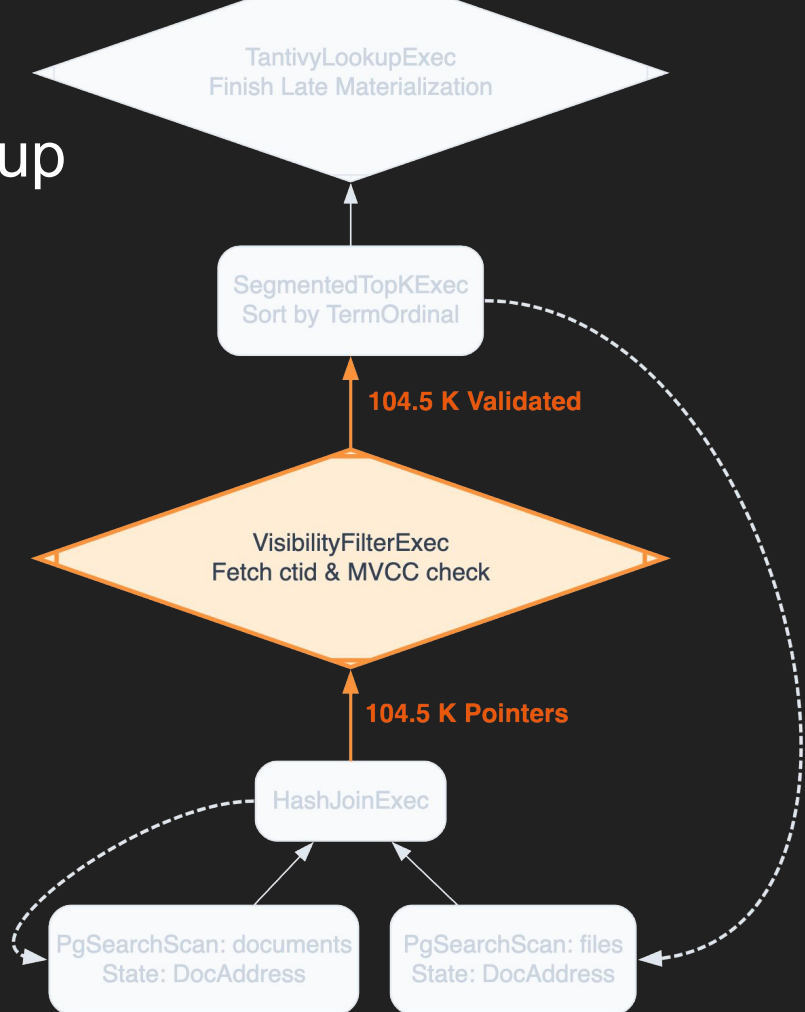 TantivyLookupExec
Finish Late Materialization
up
SegmentedTopKExec
Sort by TermOrdinal
104.5 K Validated
VisibilityFilterExec
Fetch ctid & MVCC check
104.5 K Pointers
HashJoinExec
PgSearchScan: documents
State: DocAddress
PgSearchScan: files
State: DocAddress